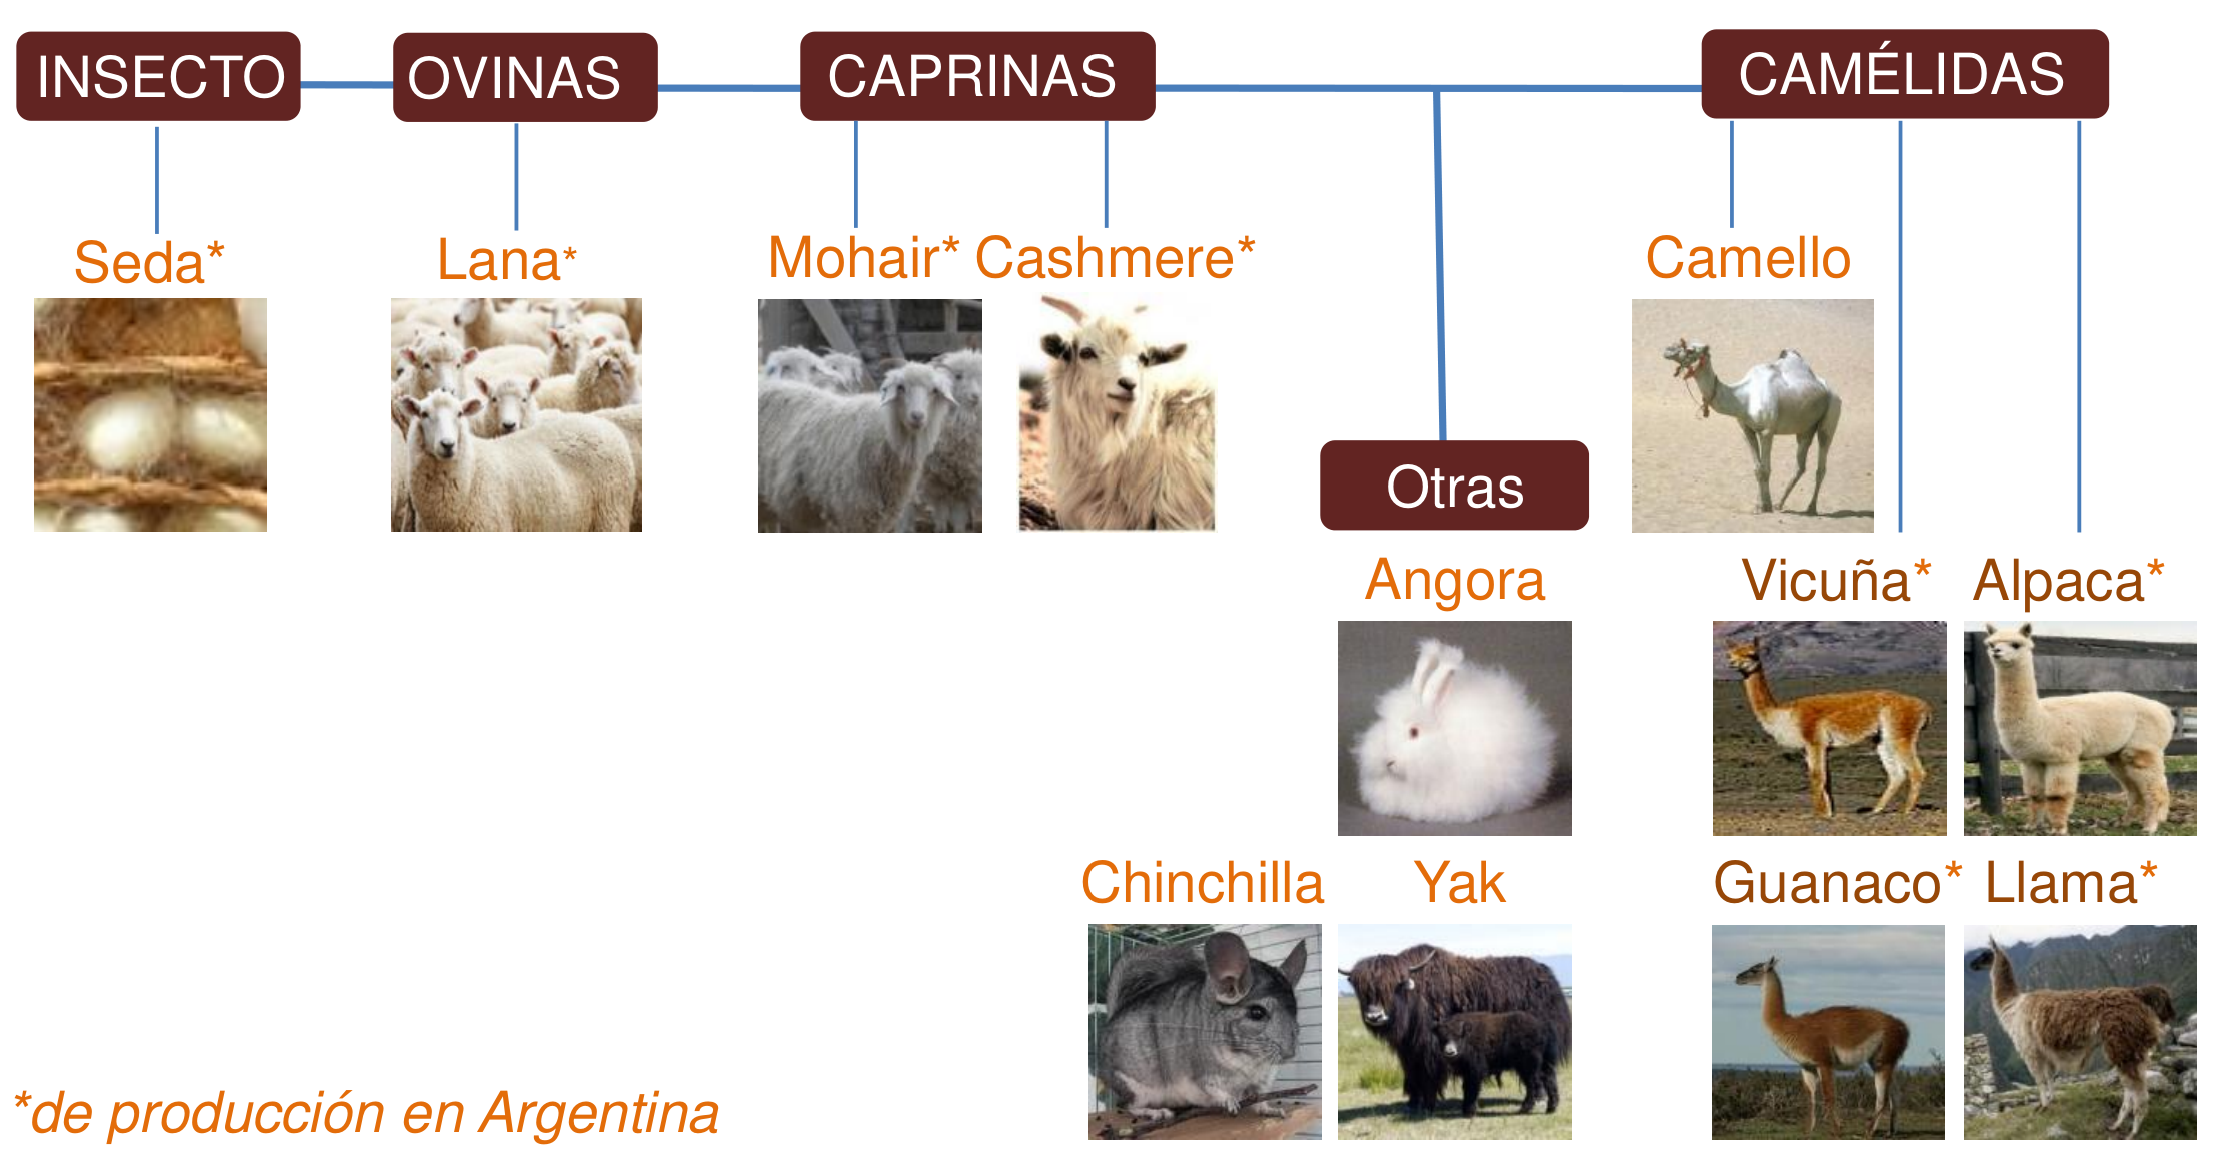 INSECTO
OVINAS
CAPRINAS
CAMÉLIDAS
Seda*
Lana*
Mohair*
Cashmere*
Camello
Otras
Angora
Vicuña*
Alpaca*
Chinchilla
Yak
Guanaco*
Llama*
*de producción en Argentina